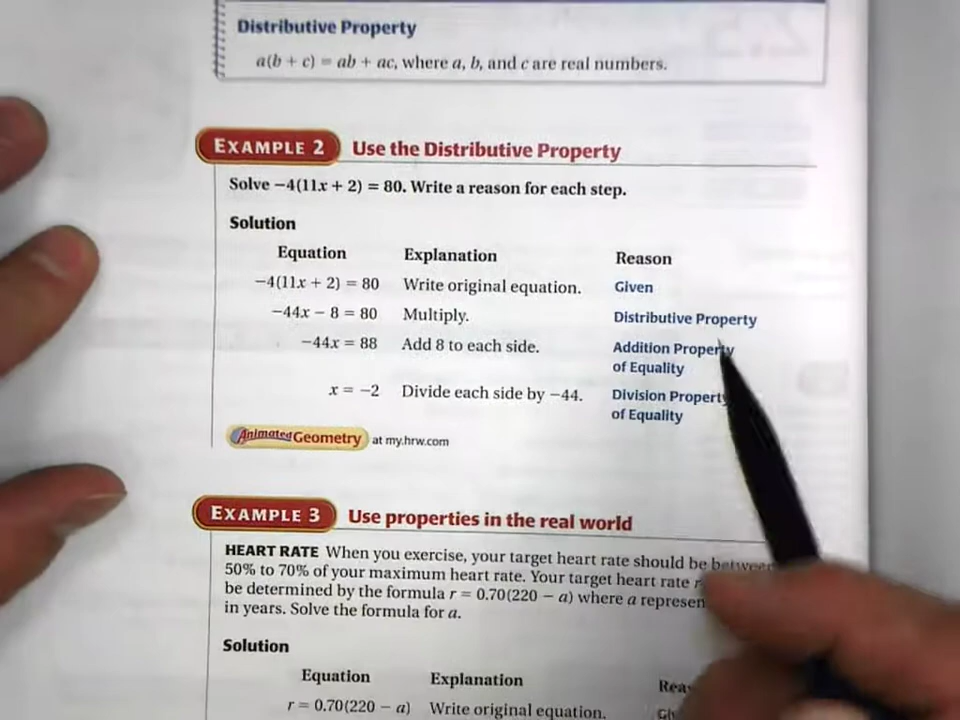 Distributive Property
a(b + c) = ab + ac, where a, b, and c are real numbers.
EXAMPLE 2 Use the Distributive Property
Solve −4(11x + 2) = 80. Write a reason for each step.
Solution
Equation Explanation Reason
−4(11x + 2) = 80 Write original equation. Given
−44x − 8 = 80 Multiply. Distributive Property
−44x = 88 Add 8 to each side. Addition Property
of Equality
x = −2 Divide each side by −44. Division Property
of Equality
Animated Geometry at my.hrw.com
EXAMPLE 3 Use properties in the real world
HEART RATE When you exercise, your target heart rate should be between
50% to 70% of your maximum heart rate. Your target heart rate r
be determined by the formula r = 0.70(220 − a) where a
in years. Solve the formula for a.
Solution
Equation Explanation
r = 0.70(220 − a) Write original equation.